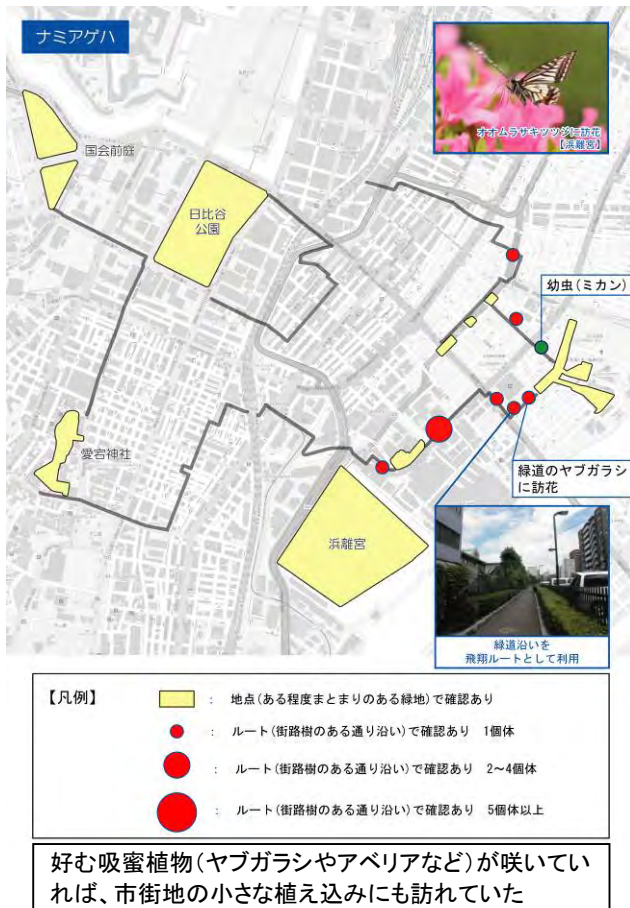 ナミアゲハ
オオムラサキツツジに訪花
【浜離宮】
国会前庭
日比谷
公園
幼虫(ミカン)
愛宕神社
緑道のヤブガラシ
に訪花
浜離宮
緑道沿いを
飛翔ルートとして利用
【凡例】
： 地点(ある程度まとまりのある緑地)で確認あり
： ルート(街路樹のある通り沿い)で確認あり 1個体
： ルート(街路樹のある通り沿い)で確認あり 2～4個体
： ルート(街路樹のある通り沿い)で確認あり 5個体以上
好む吸蜜植物(ヤブガラシやアベリアなど)が咲いてい
れば、市街地の小さな植え込みにも訪れていた